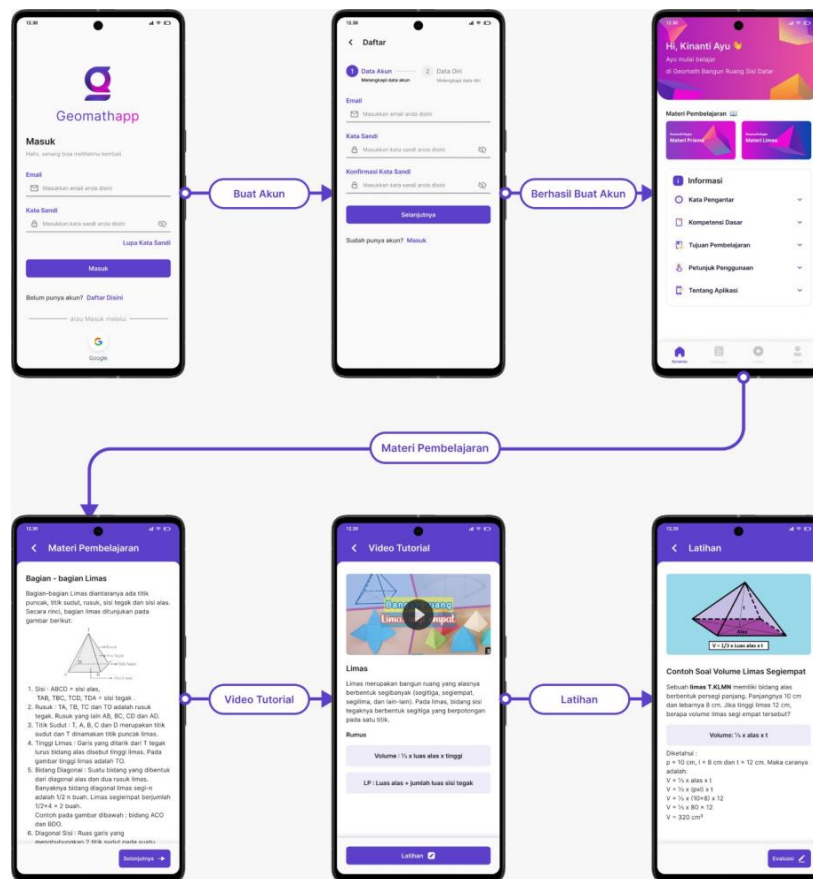 12.30
Geomathapp
Masuk
Hallo, senang bisa melihatmu kembali
Email
Masukkan email anda disini
Kata Sandi
Masukkan kata sandi anda disini
Lupa Kata Sandi
Masuk
Belum punya akun? Daftar Disini
atau Masuk melalui
Google
Buat Akun
12.30
Daftar
1 Data Akun
Melengkapi data akun
2 Data Diri
Melengkapi data diri
Email
Masukkan email anda disini
Kata Sandi
Masukkan kata sandi anda disini
Konfirmasi Kata Sandi
Masukkan kata sandi anda disini
Selanjutnya
Sudah punya akun? Masuk
Berhasil Buat Akun
12.30
Hi, Kinanti Ayu
Ayo mulai belajar
di Geomath Bangun Ruang Sisi Datar
Materi Pembelajaran
Materi Prisma
Materi Limas
Informasi
Kata Pengantar
Kompetensi Dasar
Tujuan Pembelajaran
Petunjuk Penggunaan
Tentang Aplikasi
Materi Pembelajaran
12.30
Materi Pembelajaran
Bagian - bagian Limas
Bagian-bagian Limas diantaranya ada titik
puncak, titik sudut, rusuk, sisi tegak dan sisi alas.
Secara rinci, bagian limas ditunjukan pada
gambar berikut:
1. Sisi : ABCD = sisi alas,
TAB, TBC, TCD, TDA = sisi tegak .
2. Rusuk : TA, TB, TC dan TD adalah rusuk
tegak. Rusuk yang lain AB, BC, CD dan AD.
3. Titik Sudut : T, A, B, C dan D merupakan titik
sudut dan T dinamakan titik puncak limas.
4. Tinggi Limas : Garis yang ditarik dari T tegak
lurus bidang alas disebut tinggi limas. Pada
gambar tinggi limas adalah TO.
5. Bidang Diagonal : Suatu bidang yang dibentuk
dari diagonal alas dan dua rusuk limas.
Banyaknya bidang diagonal limas segi-n
adalah 1/2 n buah. Limas segiempat berjumlah
1/2×4 = 2 buah.
Contoh pada gambar dibawah : bidang ACO
dan BDO.
6. Diagonal Sisi : Ruas garis yang
menghubungkan 2 titik sudut pada suatu
Selanjutnya
Video Tutorial
12.30
Video Tutorial
Bangun Ruang
Limas Segi Empat
Limas
Limas merupakan bangun ruang yang alasnya
berbentuk segibanyak (segitiga, segiempat,
segilima, dan lain-lain). Pada limas, bidang sisi
tegaknya berbentuk segitiga yang berpotongan
pada satu titik.
Rumus
Volume : ⅓ x luas alas x tinggi
LP : Luas alas + jumlah luas sisi tegak
Latihan
Latihan
12.30
Latihan
Alas
V = 1/3 x Luas alas x t
Contoh Soal Volume Limas Segiempat
Sebuah limas T.KLMN memiliki bidang alas
berbentuk persegi panjang. Panjangnya 10 cm
dan lebarnya 8 cm. Jika tinggi limas 12 cm,
berapa volume limas segi empat tersebut?
Volume: ⅓ x alas x t
Diketahui :
p = 10 cm, l = 8 cm dan t = 12 cm. Maka caranya
adalah:
V = ⅓ x alas x t
V = ⅓ x (pxl) x t
V = ⅓ x (10×8) x 12
V = ⅓ x 80 × 12
V = 320 cm³
Evaluasi